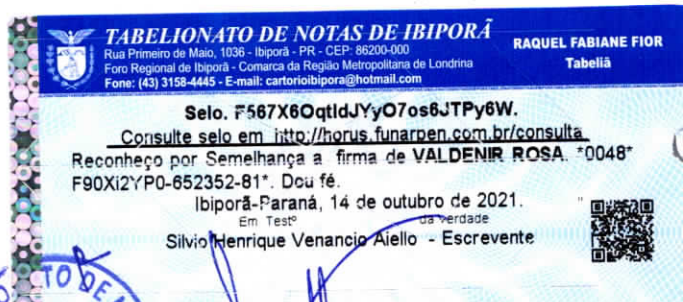 TABELIONATO DE NOTAS DE IBIPORÃ
Rua Primeiro de Maio, 1036 - Ibiporã - PR - CEP: 86200-000
Foro Regional de Ibiporã - Comarca da Região Metropolitana de Londrina
Fone: (43) 3158-4445 - E-mail: cartorioibipora@hotmail.com
RAQUEL FABIANE FIOR
Tabeliã
Selo. F567X6OqtIdJYyO7os6JTPy6W.
Consulte selo em http://horus.funarpen.com.br/consulta
Reconheço por Semelhança a firma de VALDENIR ROSA. *0048*
F90Xi2YP0-652352-81*. Dou fé.
Ibiporã-Paraná, 14 de outubro de 2021.
Em Testº da verdade
Silvio Henrique Venancio Aiello - Escrevente
TO DE